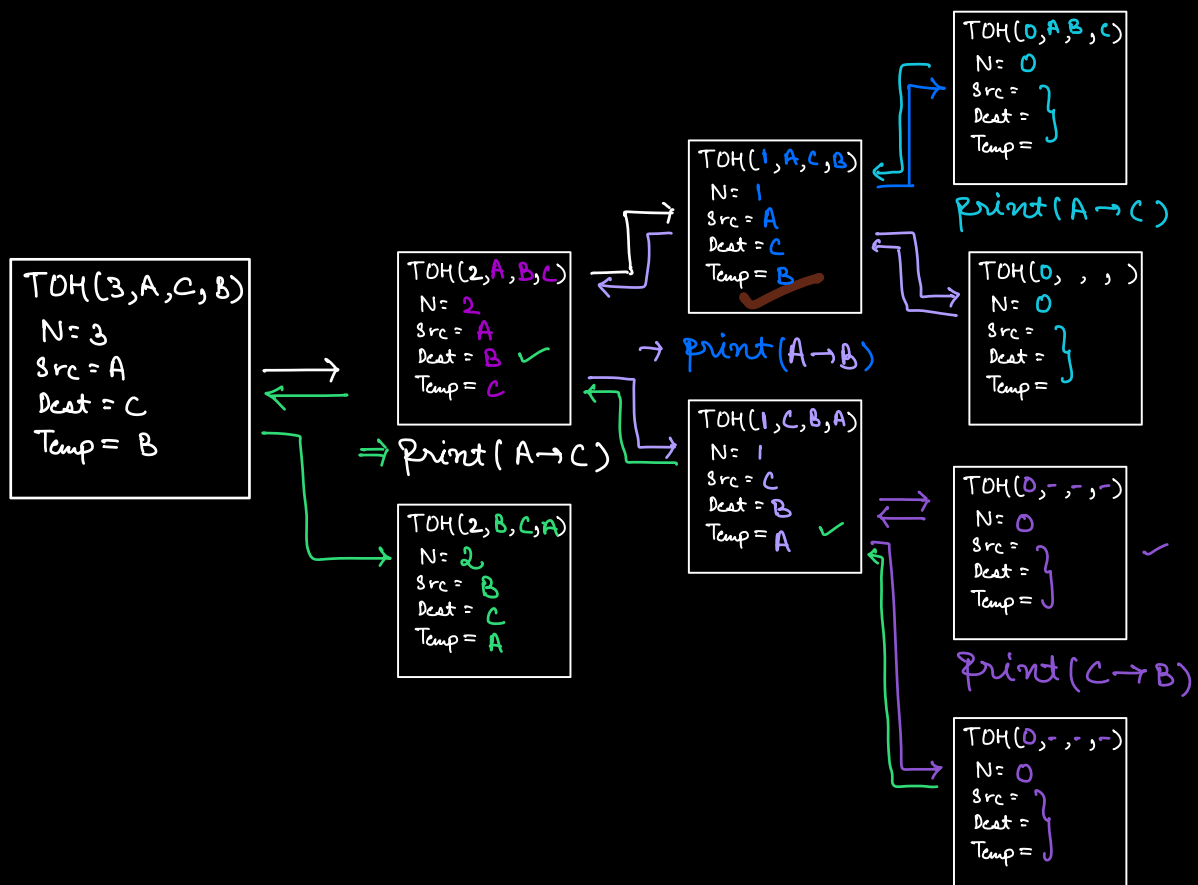 TOH(3,A,C,B)
N=3
Src = A
Dest = C
Temp = B
TOH(2,A,B,C)
N= 2
Src = A
Dest = B ✓
Temp = C
⇒ print(A→C)
TOH(2,B,C,A)
N= 2
Src = B
Dest = C
Temp = A
TOH(1,A,C,B)
N= 1
Src = A
Dest = C
Temp = B
→ print(A→B)
TOH(1,C,B,A)
N= 1
Src = C
Dest = B
Temp = A ✓
TOH(0,A,B,C)
N= 0
Src =
Dest =
Temp =
print(A→C)
TOH(0, , , )
N= 0
Src =
Dest =
Temp =
TOH(0,-,-,-)
N= 0
Src =
Dest =
Temp =
print(C→B)
TOH(0,-,-,-)
N= 0
Src =
Dest =
Temp =